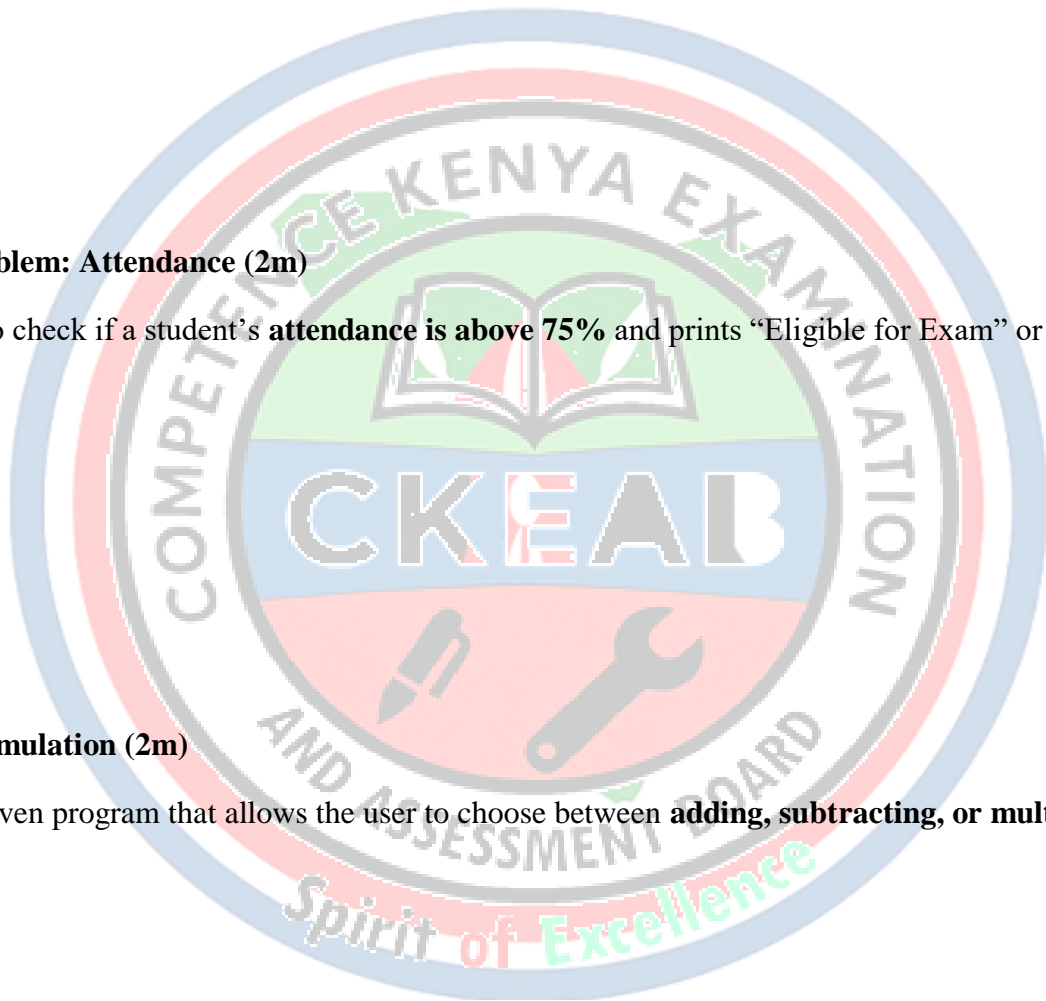 COMPETENCE KENYA EXAMINATION
blem: Attendance (2m)
o check if a student’s attendance is above 75% and prints “Eligible for Exam” or
CKEAB
mulation (2m)
ven program that allows the user to choose between adding, subtracting, or mult
AND ASSESSMENT BOARD
Spirit of Excellence